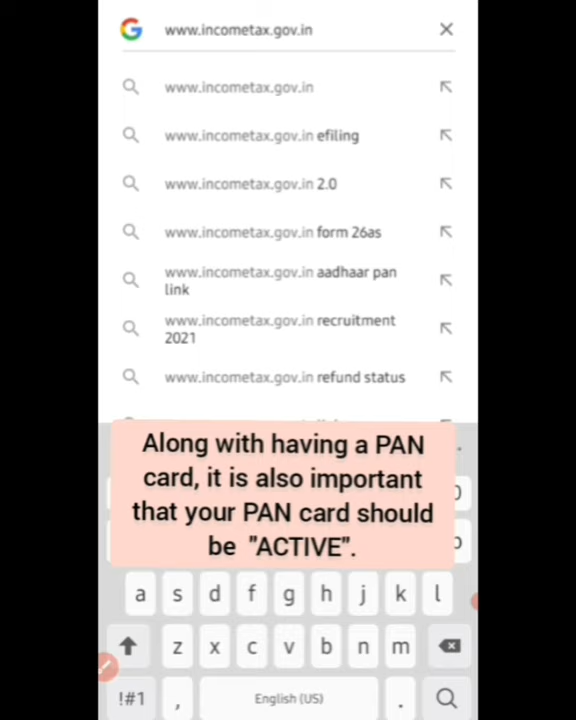 www.incometax.gov.in
www.incometax.gov.in
www.incometax.gov.in efiling
www.incometax.gov.in 2.0
www.incometax.gov.in form 26as
www.incometax.gov.in aadhaar pan
link
www.incometax.gov.in recruitment
2021
www.incometax.gov.in refund status
Along with having a PAN
card, it is also important
that your PAN card should
be "ACTIVE".
a s d f g h j k l
z x c v b n m
!#1 , English (US) .